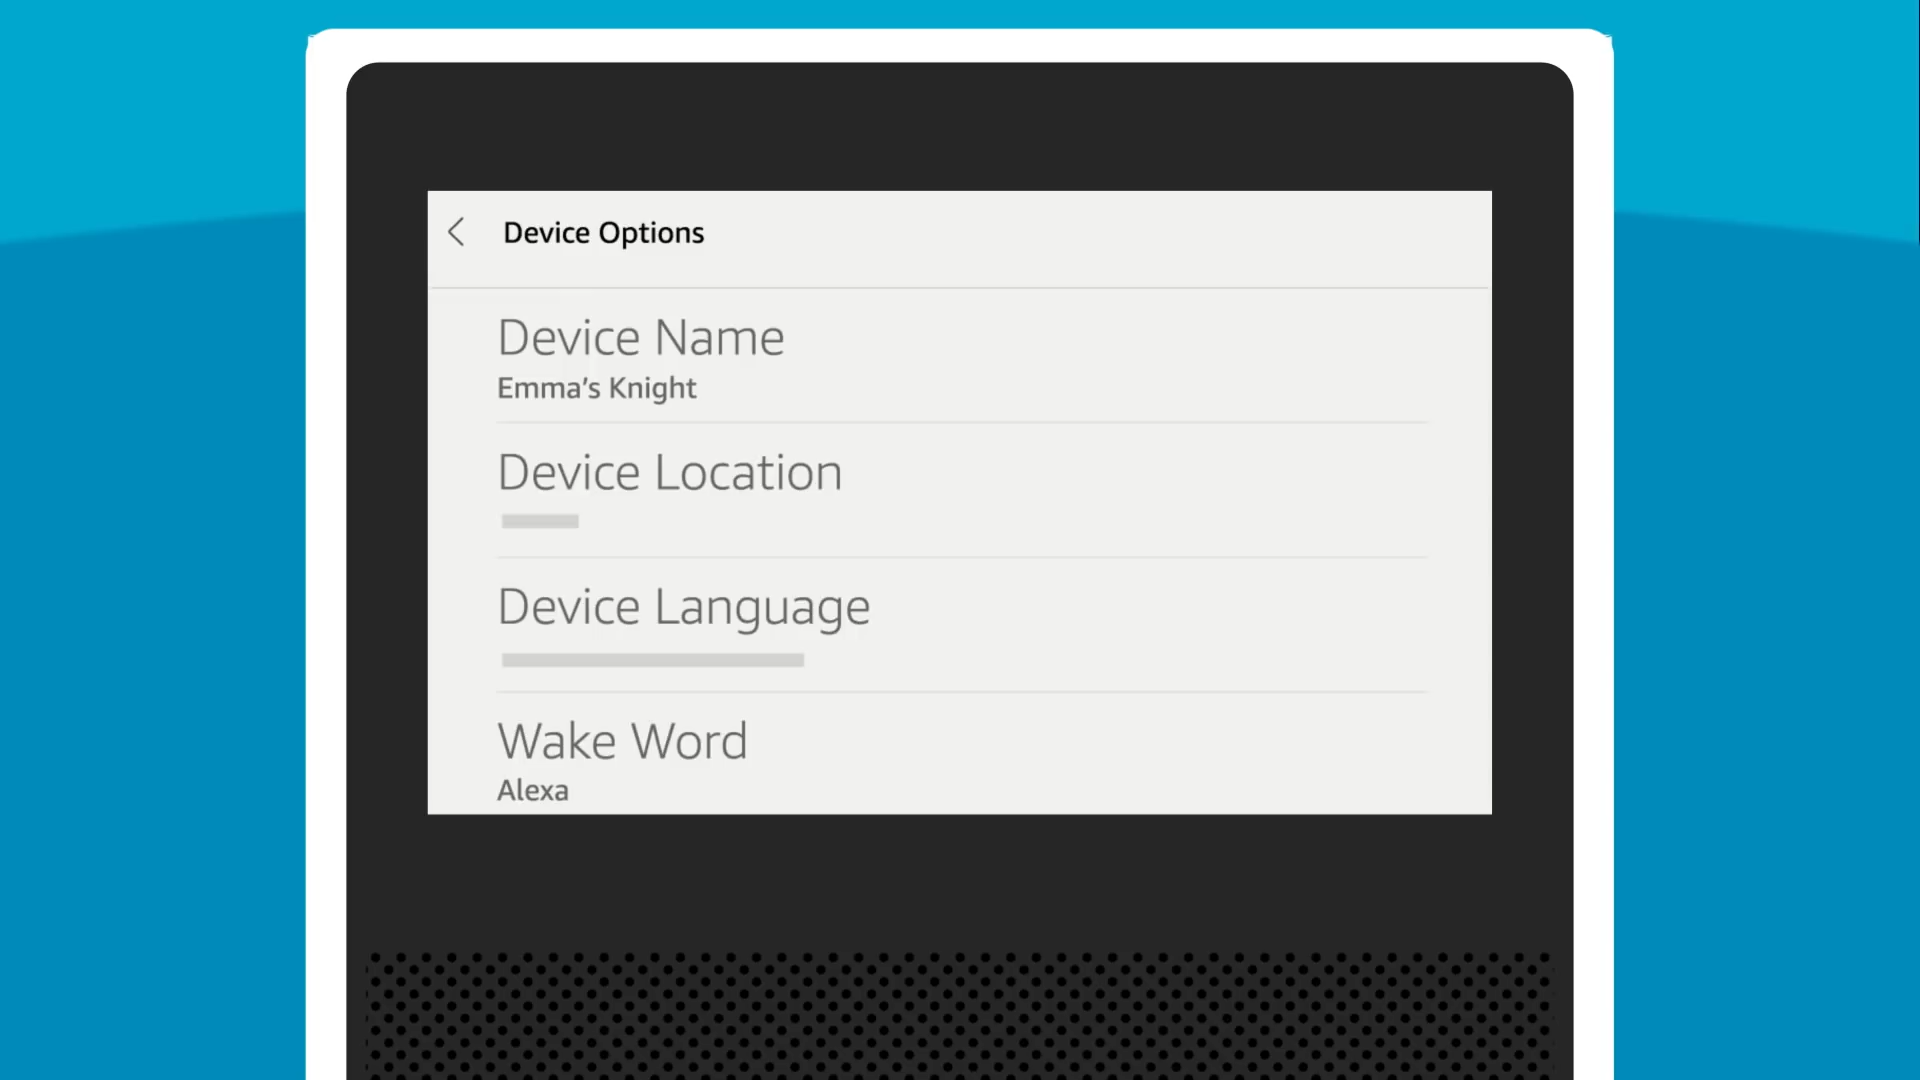 Device Options
Device Name
Emma's Knight
Device Location
Device Language
Wake Word
Alexa